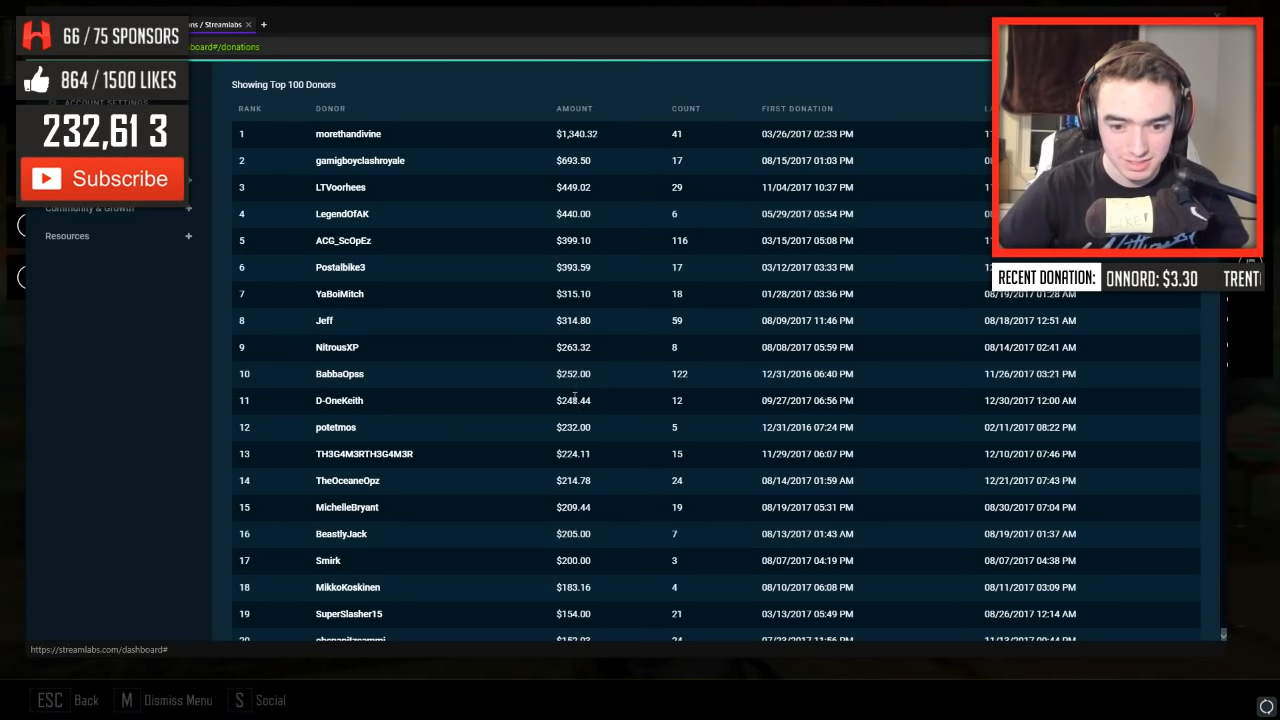 66 / 75 SPONSORS
864 / 1500 LIKES
232,61 3
Subscribe
ns / Streamlabs × +
board#/donations
ACCOUNT SETTINGS
Community & Growth +
Resources +
Showing Top 100 Donors
RANK DONOR AMOUNT COUNT FIRST DONATION
1 morethandivine $1,340.32 41 03/26/2017 02:33 PM
2 gamigboyclashroyale $693.50 17 08/15/2017 01:03 PM
3 LTVoorhees $449.02 29 11/04/2017 10:37 PM
4 LegendOfAK $440.00 6 05/29/2017 05:54 PM
5 ACG_ScOpEz $399.10 116 03/15/2017 05:08 PM
6 Postalbike3 $393.59 17 03/12/2017 03:33 PM
7 YaBoiMitch $315.10 18 01/28/2017 03:36 PM 08/19/2017 01:28 AM
8 Jeff $314.80 59 08/09/2017 11:46 PM 08/18/2017 12:51 AM
9 NitrousXP $263.32 8 08/08/2017 05:59 PM 08/14/2017 02:41 AM
10 BabbaOpss $252.00 122 12/31/2016 06:40 PM 11/26/2017 03:21 PM
11 D-OneKeith 12 09/27/2017 06:56 PM 12/30/2017 12:00 AM
12 potetmos $232.00 5 12/31/2016 07:24 PM 02/11/2017 08:22 PM
13 TH3G4M3RTH3G4M3R $224.11 15 11/29/2017 06:07 PM 12/10/2017 07:46 PM
14 TheOceaneOpz $214.78 24 08/14/2017 01:59 AM 12/21/2017 07:43 PM
15 MichelleBryant $209.44 19 08/19/2017 05:31 PM 08/30/2017 07:04 PM
16 BeastlyJack $205.00 7 08/13/2017 01:43 AM 08/19/2017 01:37 AM
17 Smirk $200.00 3 08/07/2017 04:19 PM 08/07/2017 04:38 PM
18 MikkoKoskinen $183.16 4 08/10/2017 06:08 PM 08/11/2017 03:09 PM
19 SuperSlasher15 $154.00 21 03/13/2017 05:49 PM 08/26/2017 12:14 AM
LIKE!
RECENT DONATION: ONNORD: $3.30 TRENT
https://streamlabs.com/dashboard#
ESC Back M Dismiss Menu S Social